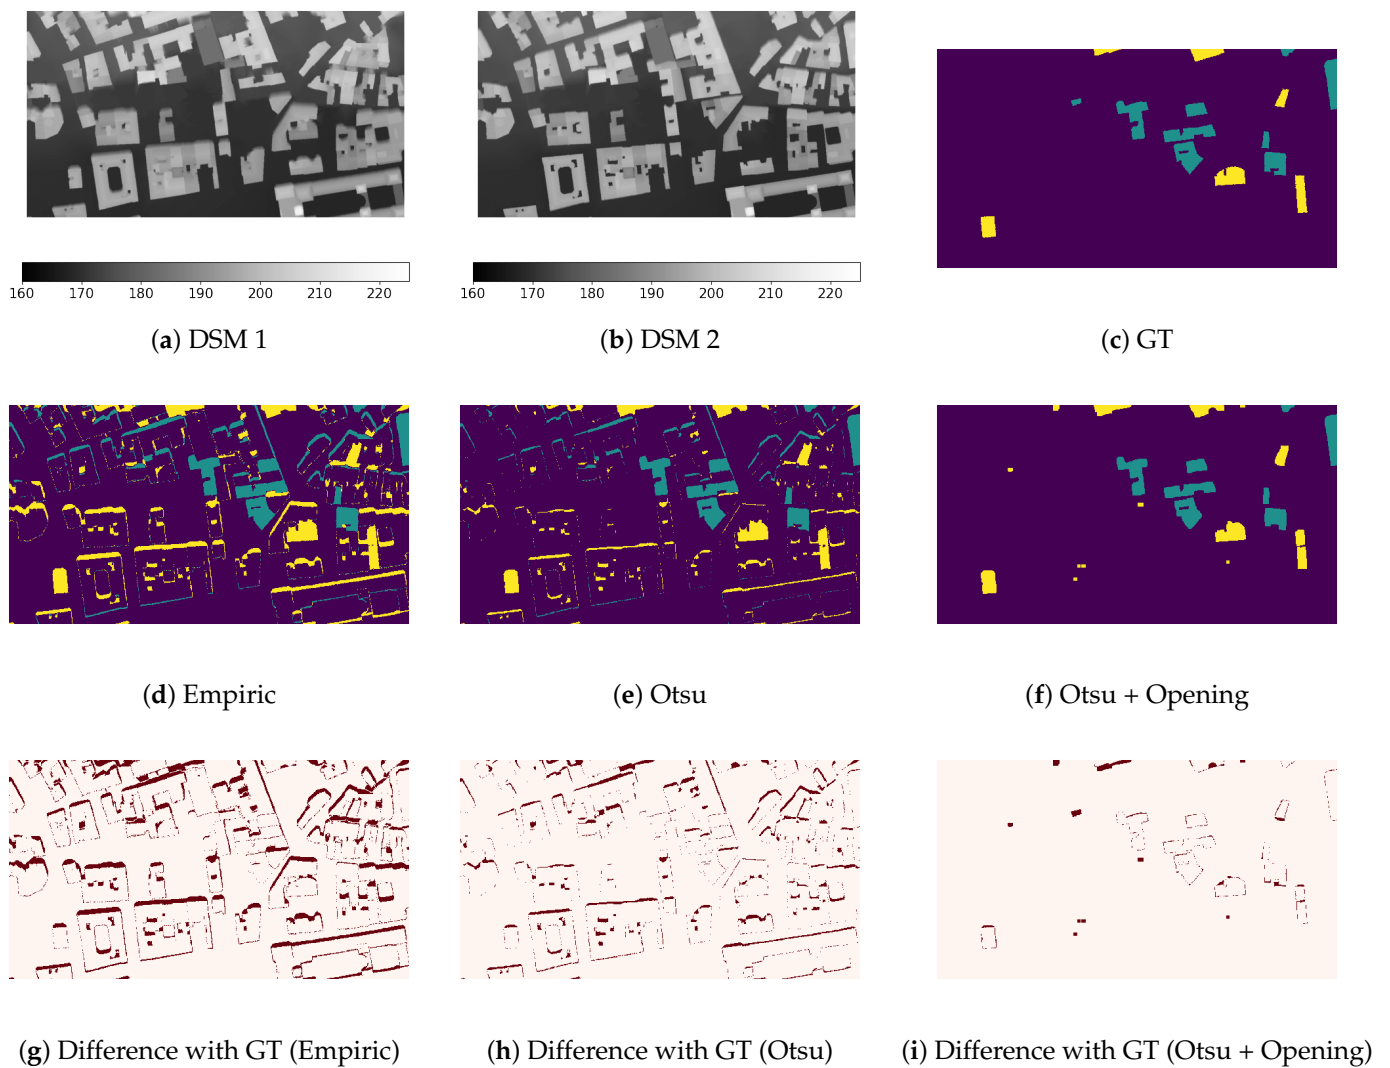 160 170 180 190 200 210 220
160 170 180 190 200 210 220
(a) DSM 1
(b) DSM 2
(c) GT
(d) Empiric
(e) Otsu
(f) Otsu + Opening
(g) Difference with GT (Empiric)
(h) Difference with GT (Otsu)
(i) Difference with GT (Otsu + Opening)